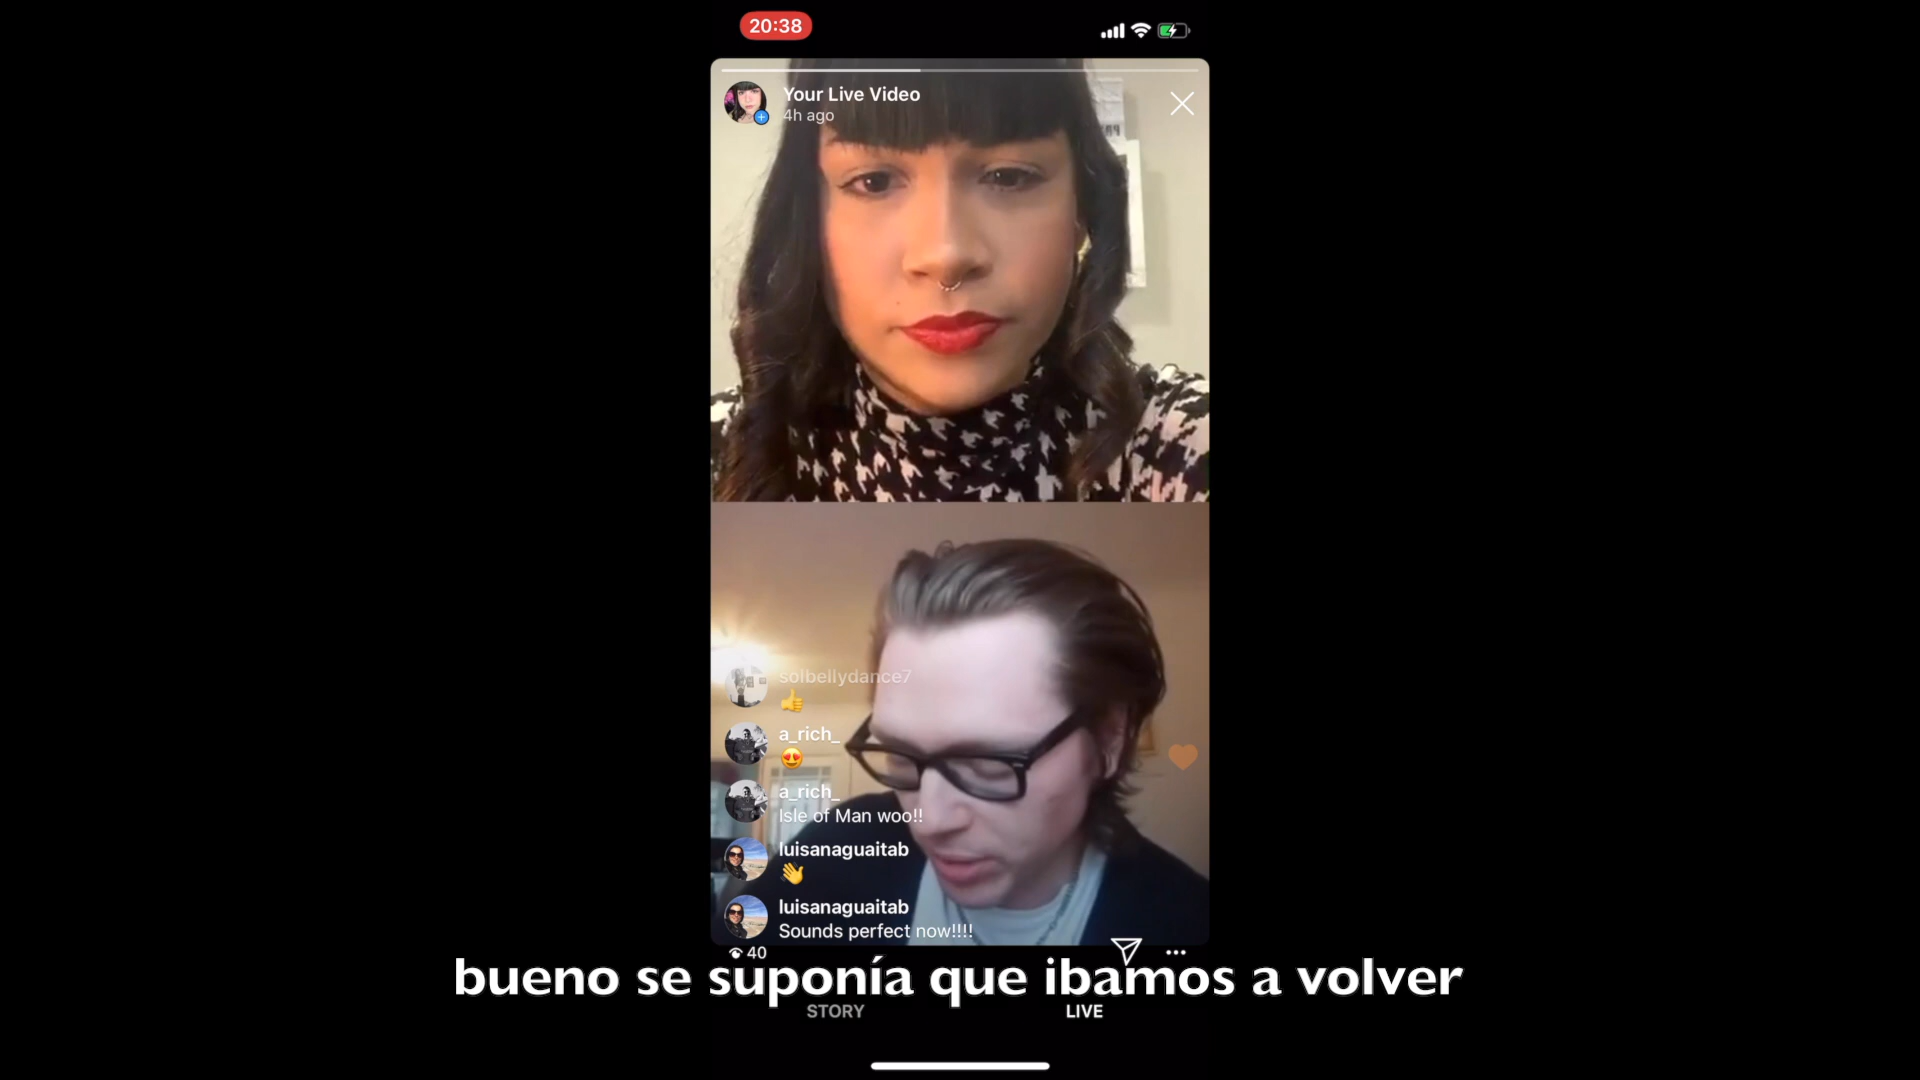 20:38
Your Live Video
4h ago
solbellydance7
👍
a_rich_
😍
a_rich_
Isle of Man woo!!
luisanaguaitab
👋
luisanaguaitab
Sounds perfect now!!!!
40
bueno se suponía que ibamos a volver
STORY
LIVE